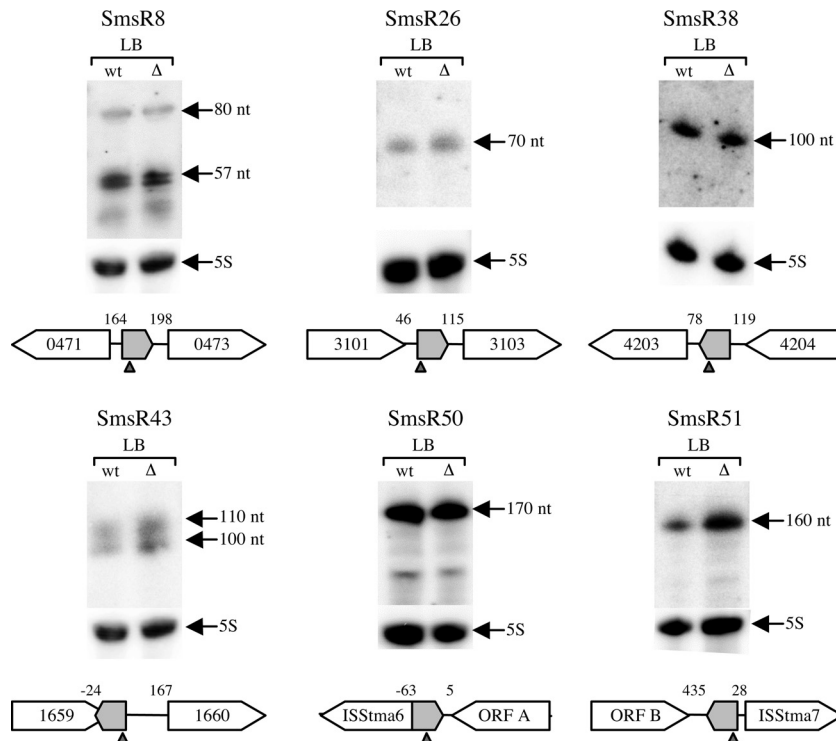 SmsR8
LB
wt Δ
80 nt
57 nt
5S
164 198
0471 0473
SmsR26
LB
wt Δ
70 nt
5S
46 115
3101 3103
SmsR38
LB
wt Δ
100 nt
5S
78 119
4203 4204
SmsR43
LB
wt Δ
110 nt
100 nt
5S
-24 167
1659 1660
SmsR50
LB
wt Δ
170 nt
5S
-63 5
ISStma6 ORF A
SmsR51
LB
wt Δ
160 nt
5S
435 28
ORF B ISStma7